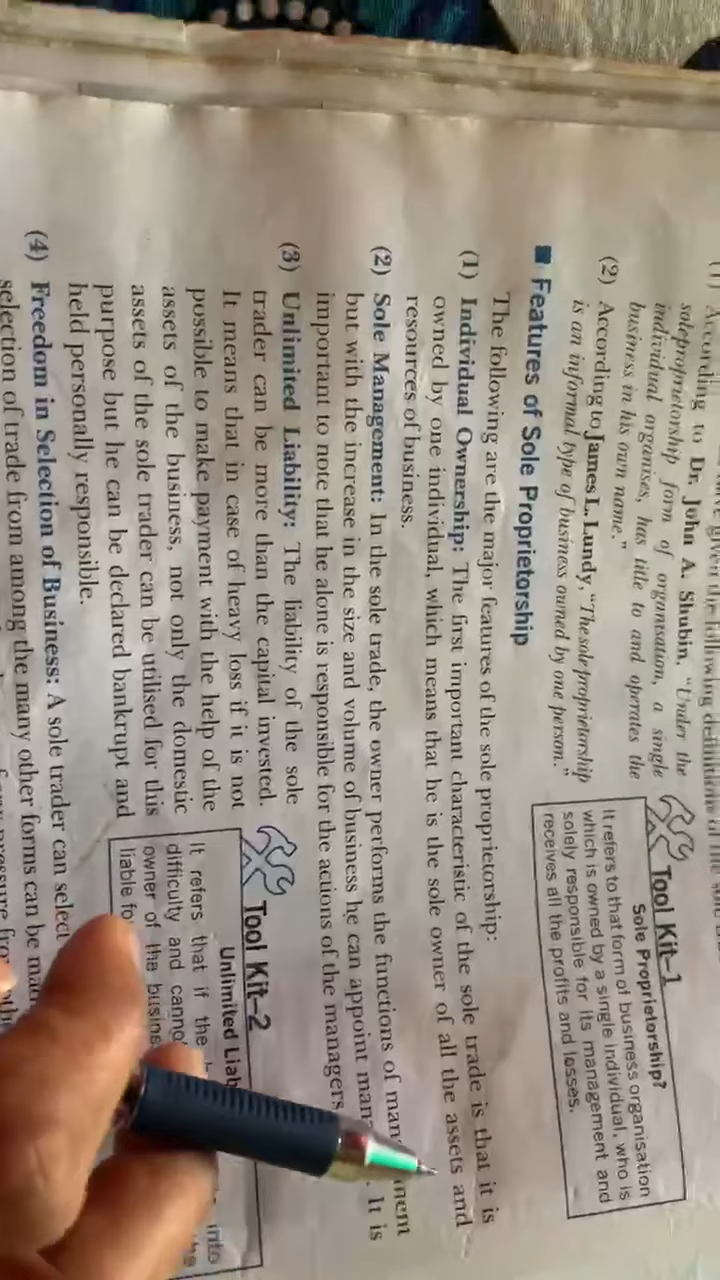 given the following definitions of the sole
(1) According to Dr. John A. Shubin, "Under the
soleproprietorship form of organisation, a single
individual organises, has title to and operates the
business in his own name."
(2) According to James L. Lundy, "The sole proprietorship
is an informal type of business owned by one person."
Tool Kit–1
Sole Proprietorship?
It refers to that form of business organisation
which is owned by a single individual, who is
solely responsible for its management and
receives all the profits and losses.
■ Features of Sole Proprietorship
The following are the major features of the sole proprietorship:
(1) Individual Ownership: The first important characteristic of the sole trade is that it is
owned by one individual, which means that he is the sole owner of all the assets and
resources of business.
(2) Sole Management: In the sole trade, the owner performs the functions of
but with the increase in the size and volume of business he can appoint It is
important to note that he alone is responsible for the actions of the managers
(3) Unlimited Liability: The liability of the sole
trader can be more than the capital invested.
It means that in case of heavy loss if it is not
possible to make payment with the help of the
assets of the business, not only the domestic
assets of the sole trader can be utilised for this
purpose but he can be declared bankrupt and
held personally responsible.
Tool Kit–2
Unlimited Liab
It refers that if the
difficulty and canno
owner of the busin
liable fo
(4) Freedom in Selection of Business: A sole trader can select
selection of trade from among the many other forms can be